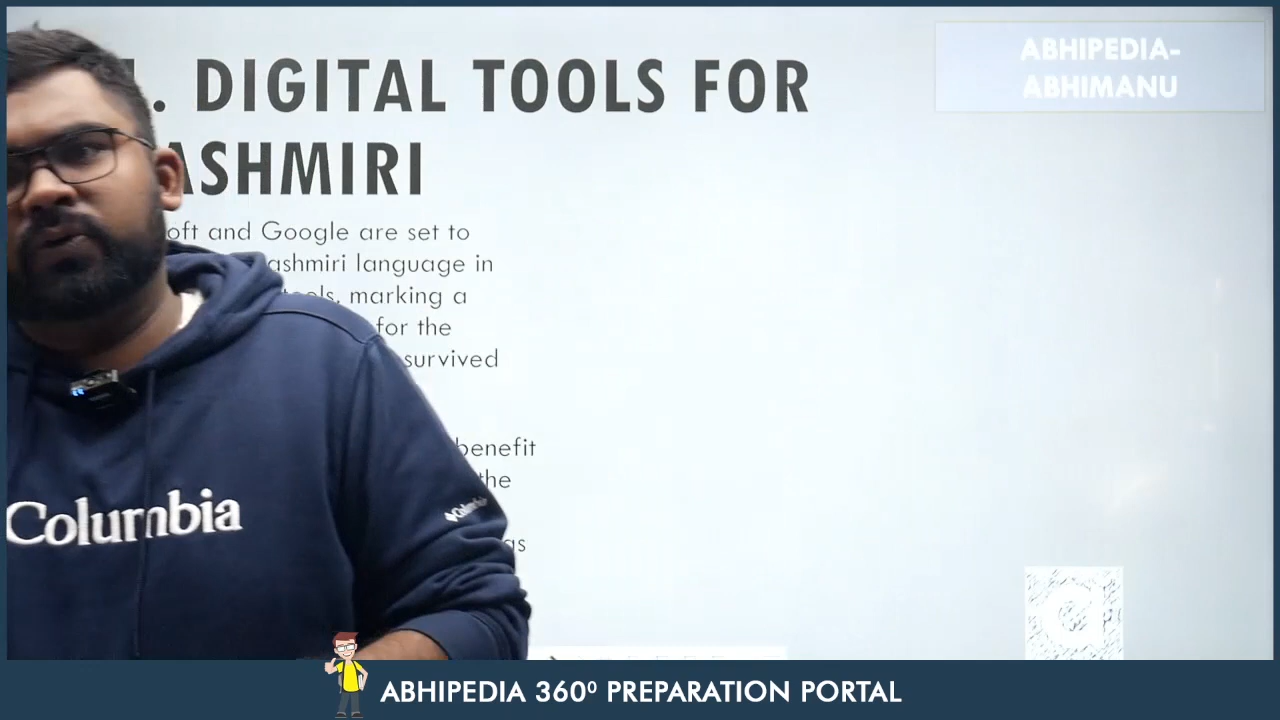 . DIGITAL TOOLS FOR
ASHMIRI
oft and Google are set to
ashmiri language in
tools, marking a
for the
survived
benefit
the
as
ABHIPEDIA-
ABHIMANU
Columbia
Columbia
ABHIPEDIA 360⁰ PREPARATION PORTAL